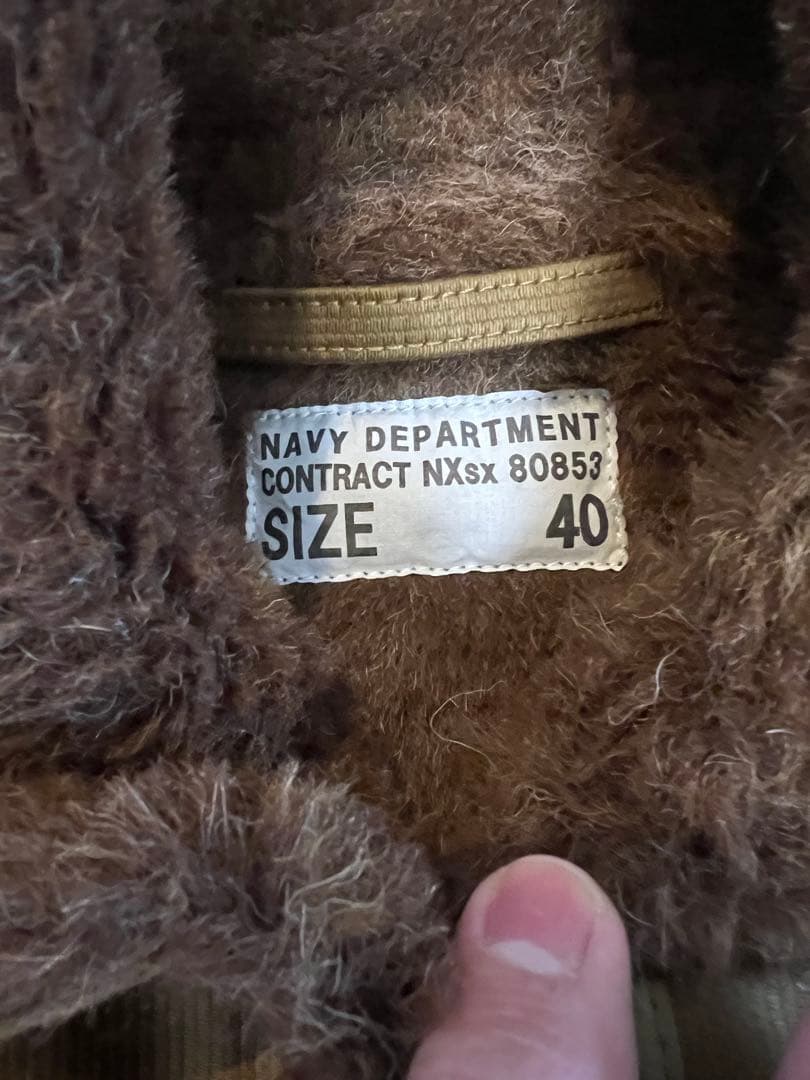 NAVY DEPARTMENT
CONTRACT NXsx 80853
SIZE 40